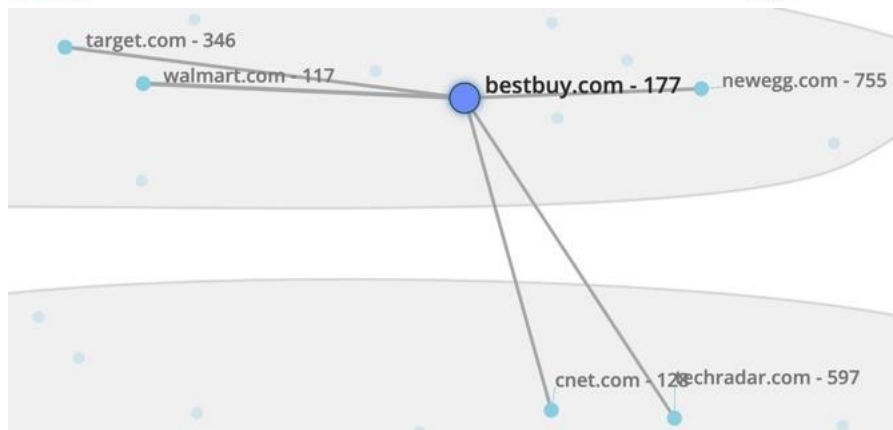 target.com - 346
walmart.com - 117
bestbuy.com - 177
newegg.com - 755
cnet.com - 128
techradar.com - 597